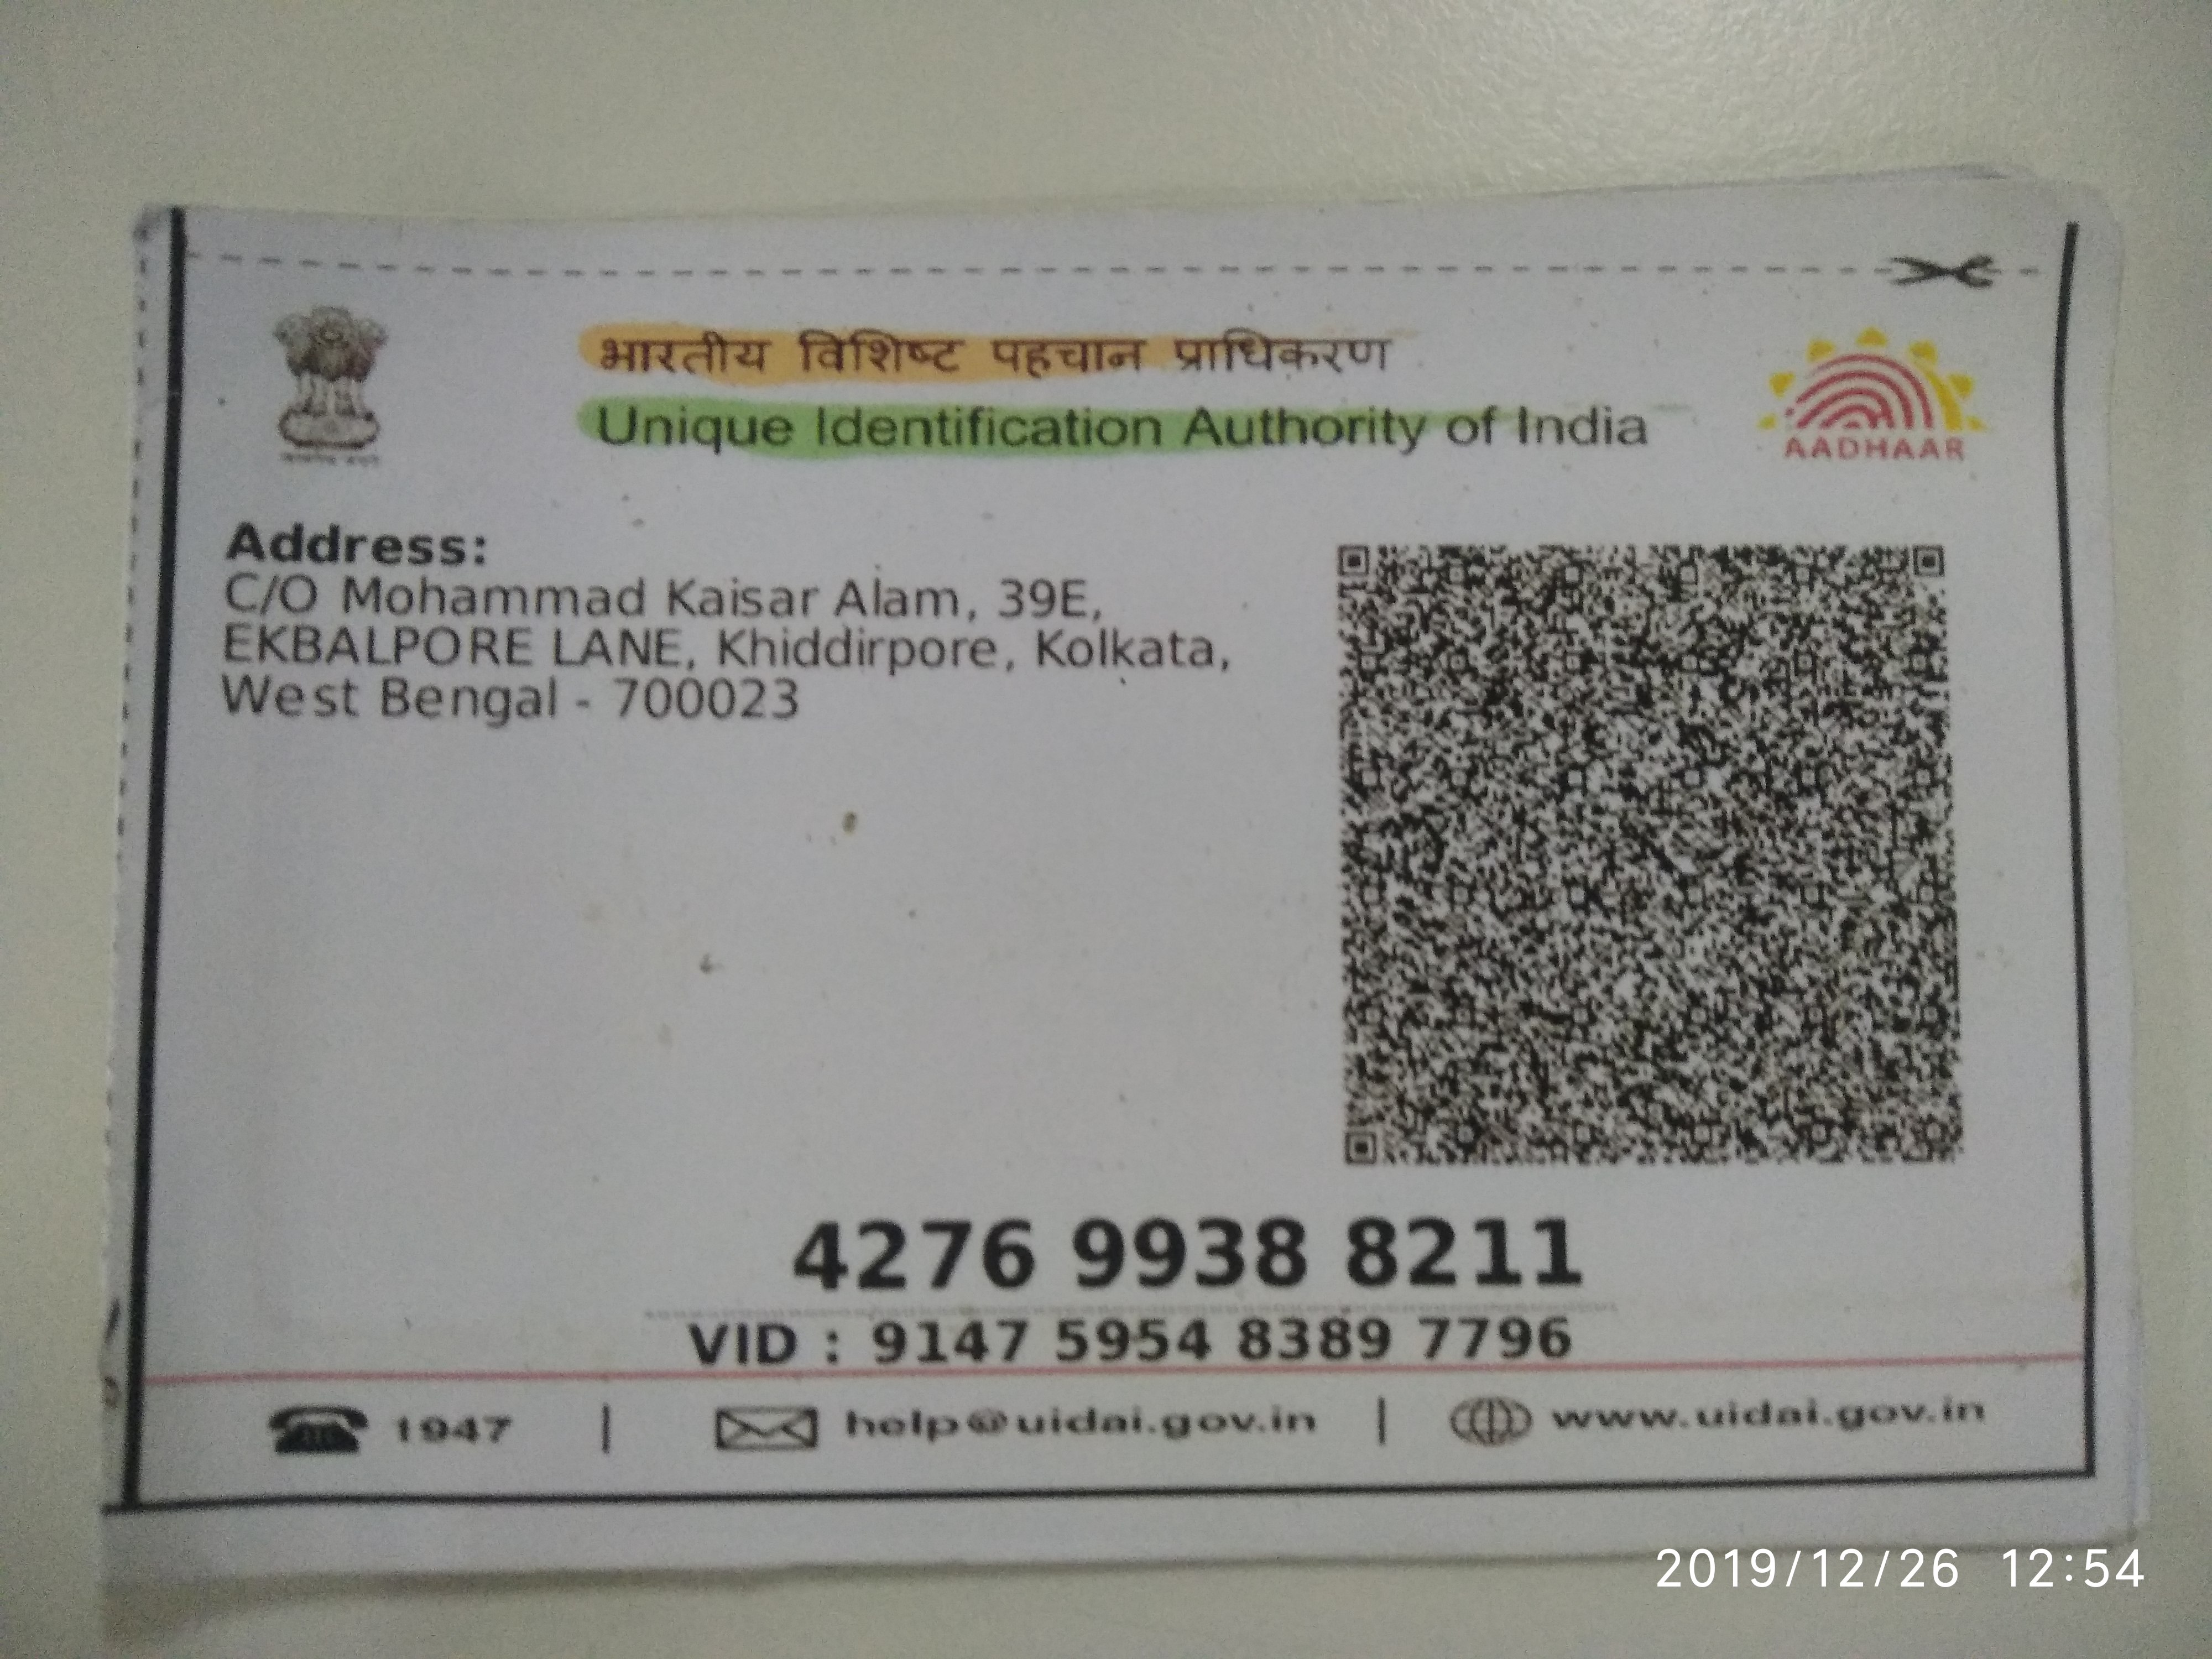 भारतीय विशिष्ट पहचान प्राधिकरण
Unique Identification Authority of India
AADHAAR
Address:
C/O Mohammad Kaisar Alam, 39E,
EKBALPORE LANE, Khiddirpore, Kolkata,
West Bengal - 700023
4276 9938 8211
VID : 9147 5954 8389 7796
1947 | help@uidai.gov.in | www.uidai.gov.in
2019/12/26 12:54